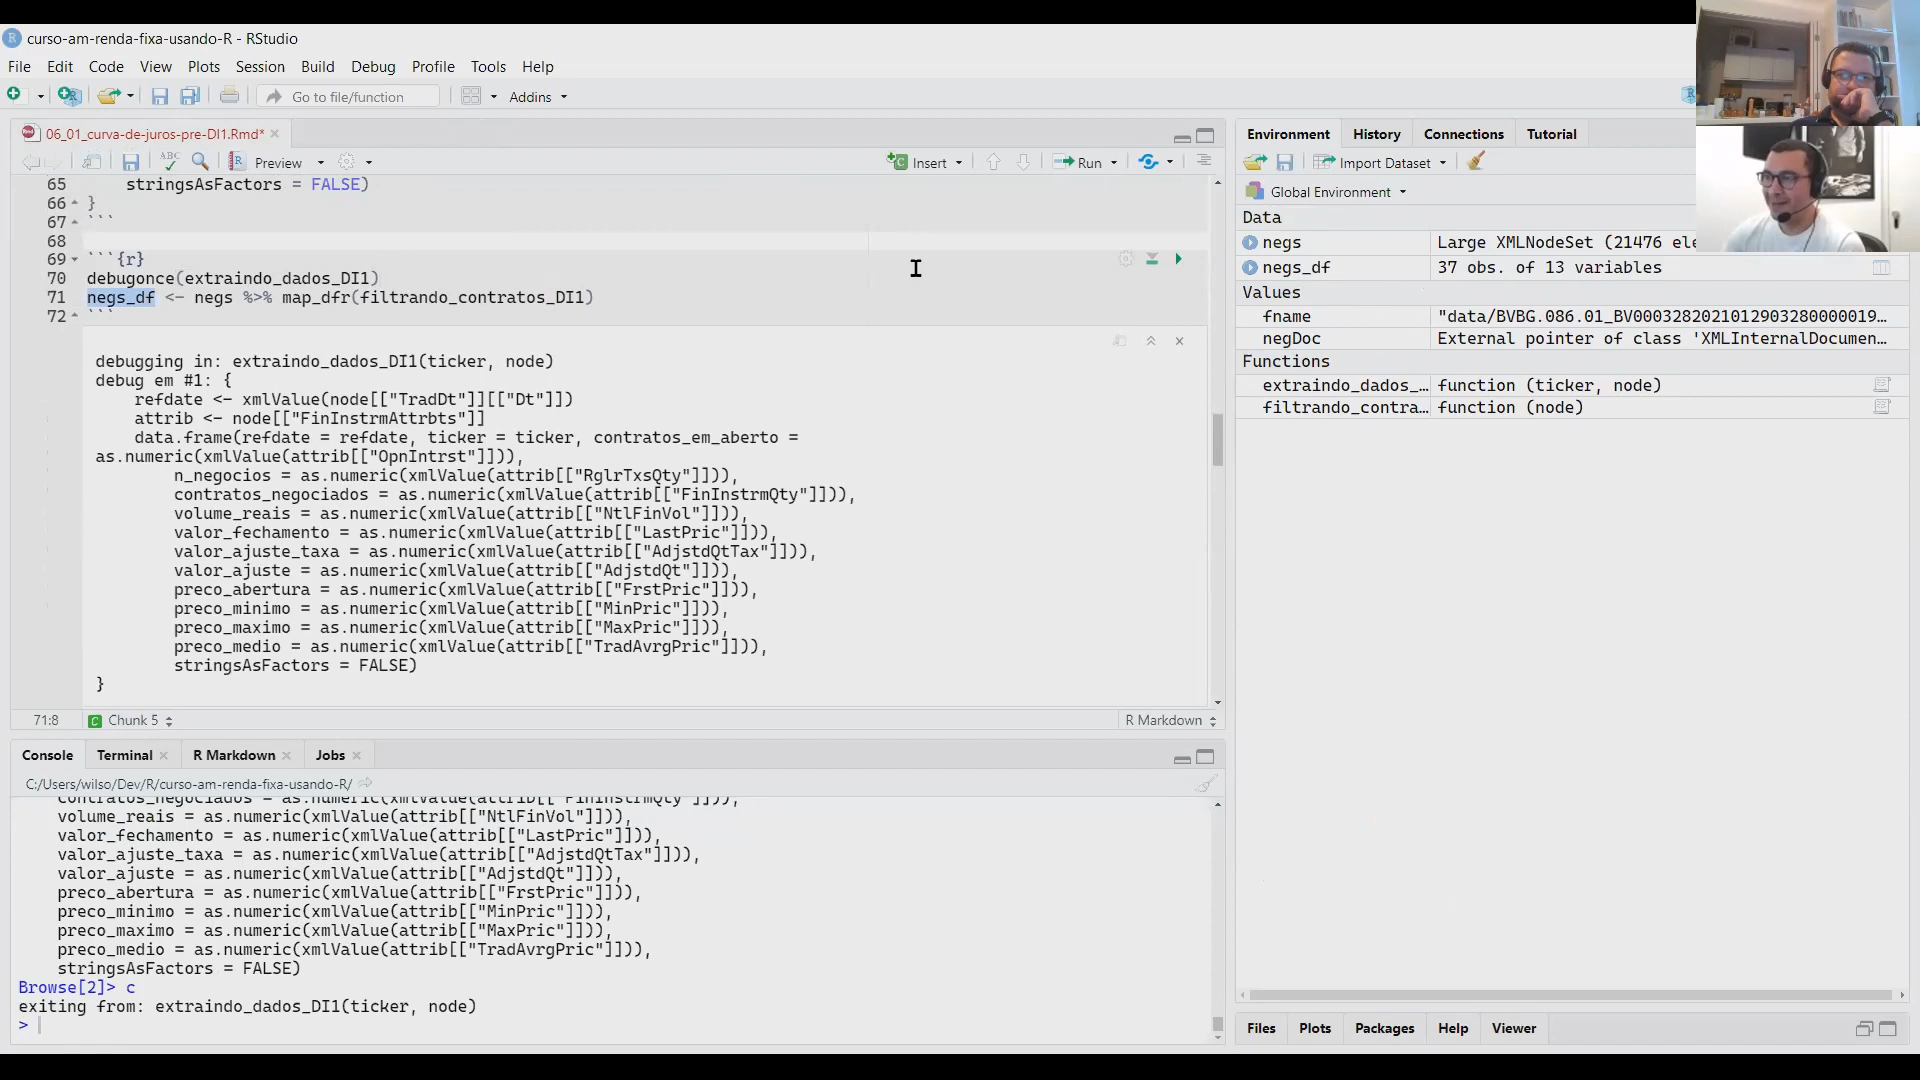 curso-am-renda-fixa-usando-R - RStudio
File Edit Code View Plots Session Build Debug Profile Tools Help
Go to file/function Addins
06_01_curva-de-juros-pre-DI1.Rmd*
ABC Preview Insert Run
65 stringsAsFactors = FALSE)
66 }
67 ```
68
69 ```{r}
70 debugonce(extraindo_dados_DI1)
71 negs_df <- negs %>% map_dfr(filtrando_contratos_DI1)
72 ```
debugging in: extraindo_dados_DI1(ticker, node)
debug em #1: {
refdate <- xmlValue(node[["TradDt"]][["Dt"]])
attrib <- node[["FinInstrmAttrbts"]]
data.frame(refdate = refdate, ticker = ticker, contratos_em_aberto =
as.numeric(xmlValue(attrib[["OpnIntrst"]])),
n_negocios = as.numeric(xmlValue(attrib[["RglrTxsQty"]])),
contratos_negociados = as.numeric(xmlValue(attrib[["FinInstrmQty"]])),
volume_reais = as.numeric(xmlValue(attrib[["NtlFinVol"]])),
valor_fechamento = as.numeric(xmlValue(attrib[["LastPric"]])),
valor_ajuste_taxa = as.numeric(xmlValue(attrib[["AdjstdQtTax"]])),
valor_ajuste = as.numeric(xmlValue(attrib[["AdjstdQt"]])),
preco_abertura = as.numeric(xmlValue(attrib[["FrstPric"]])),
preco_minimo = as.numeric(xmlValue(attrib[["MinPric"]])),
preco_maximo = as.numeric(xmlValue(attrib[["MaxPric"]])),
preco_medio = as.numeric(xmlValue(attrib[["TradAvrgPric"]])),
stringsAsFactors = FALSE)
}
71:8 Chunk 5 R Markdown
Console Terminal R Markdown Jobs
C:/Users/wilso/Dev/R/curso-am-renda-fixa-usando-R/
contratos_negociados = as.numeric(xmlValue(attrib[["FinInstrmQty"]])),
volume_reais = as.numeric(xmlValue(attrib[["NtlFinVol"]])),
valor_fechamento = as.numeric(xmlValue(attrib[["LastPric"]])),
valor_ajuste_taxa = as.numeric(xmlValue(attrib[["AdjstdQtTax"]])),
valor_ajuste = as.numeric(xmlValue(attrib[["AdjstdQt"]])),
preco_abertura = as.numeric(xmlValue(attrib[["FrstPric"]])),
preco_minimo = as.numeric(xmlValue(attrib[["MinPric"]])),
preco_maximo = as.numeric(xmlValue(attrib[["MaxPric"]])),
preco_medio = as.numeric(xmlValue(attrib[["TradAvrgPric"]])),
stringsAsFactors = FALSE)
Browse[2]> c
exiting from: extraindo_dados_DI1(ticker, node)
>
Environment History Connections Tutorial
Import Dataset
Global Environment
Data
negs Large XMLNodeSet (21476 ele
negs_df 37 obs. of 13 variables
Values
fname "data/BVBG.086.01_BV000328202101290328000001​9…
negDoc External pointer of class 'XMLInternalDocumen…
Functions
extraindo_dados_… function (ticker, node)
filtrando_contra… function (node)
Files Plots Packages Help Viewer